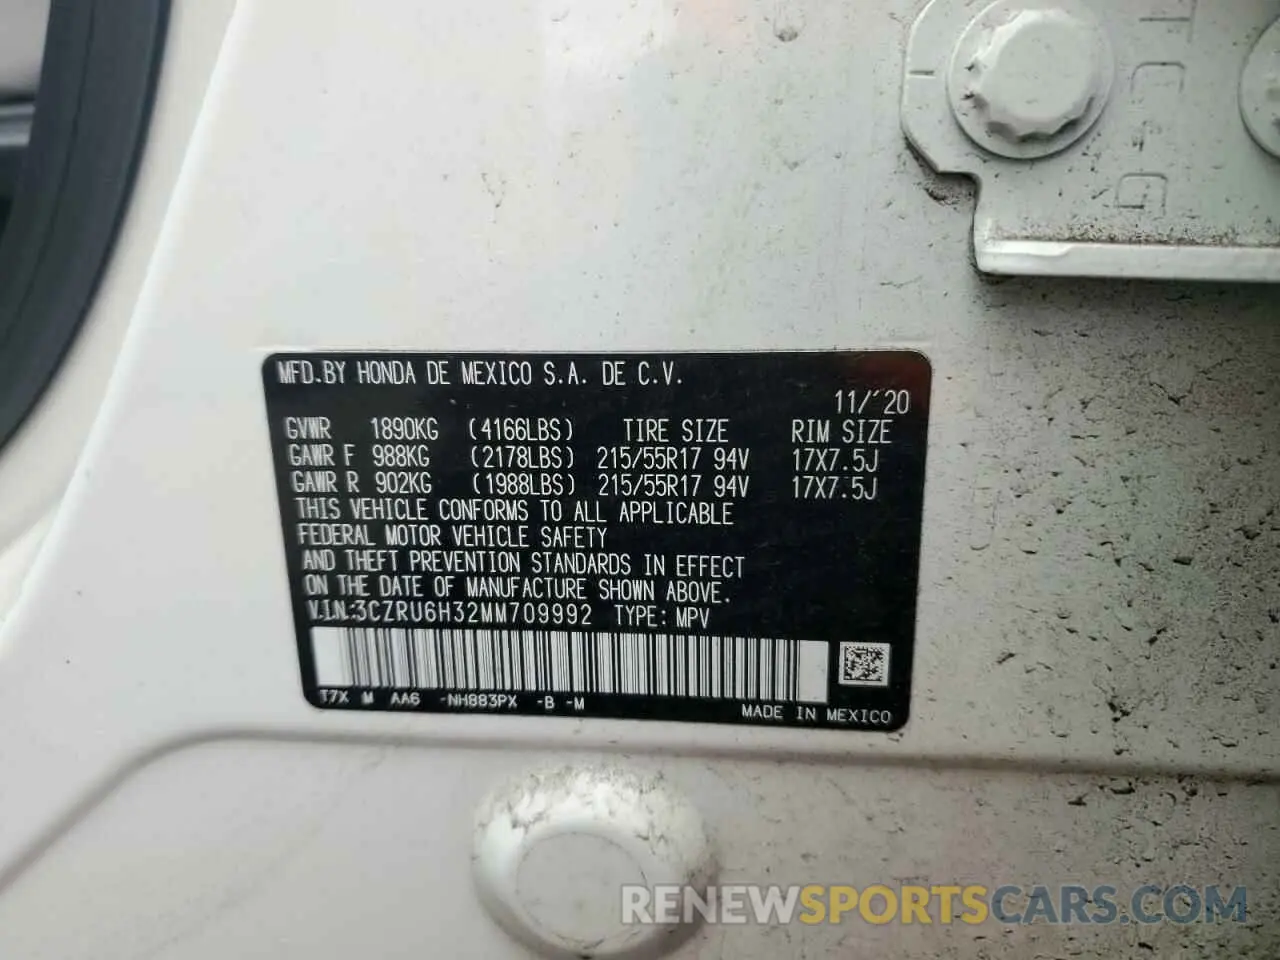 TCGG
MFD.BY HONDA DE MEXICO S.A. DE C.V.
11/'20
GVWR 1890KG (4166LBS) TIRE SIZE RIM SIZE
GAWR F 988KG (2178LBS) 215/55R17 94V 17X7.5J
GAWR R 902KG (1988LBS) 215/55R17 94V 17X7.5J
THIS VEHICLE CONFORMS TO ALL APPLICABLE
FEDERAL MOTOR VEHICLE SAFETY
AND THEFT PREVENTION STANDARDS IN EFFECT
ON THE DATE OF MANUFACTURE SHOWN ABOVE.
V.I.N.:3CZRU6H32MM709992 TYPE: MPV
T7X M AA6 -NH883PX -B -M
MADE IN MEXICO
RENEWSPORTSCARS.COM